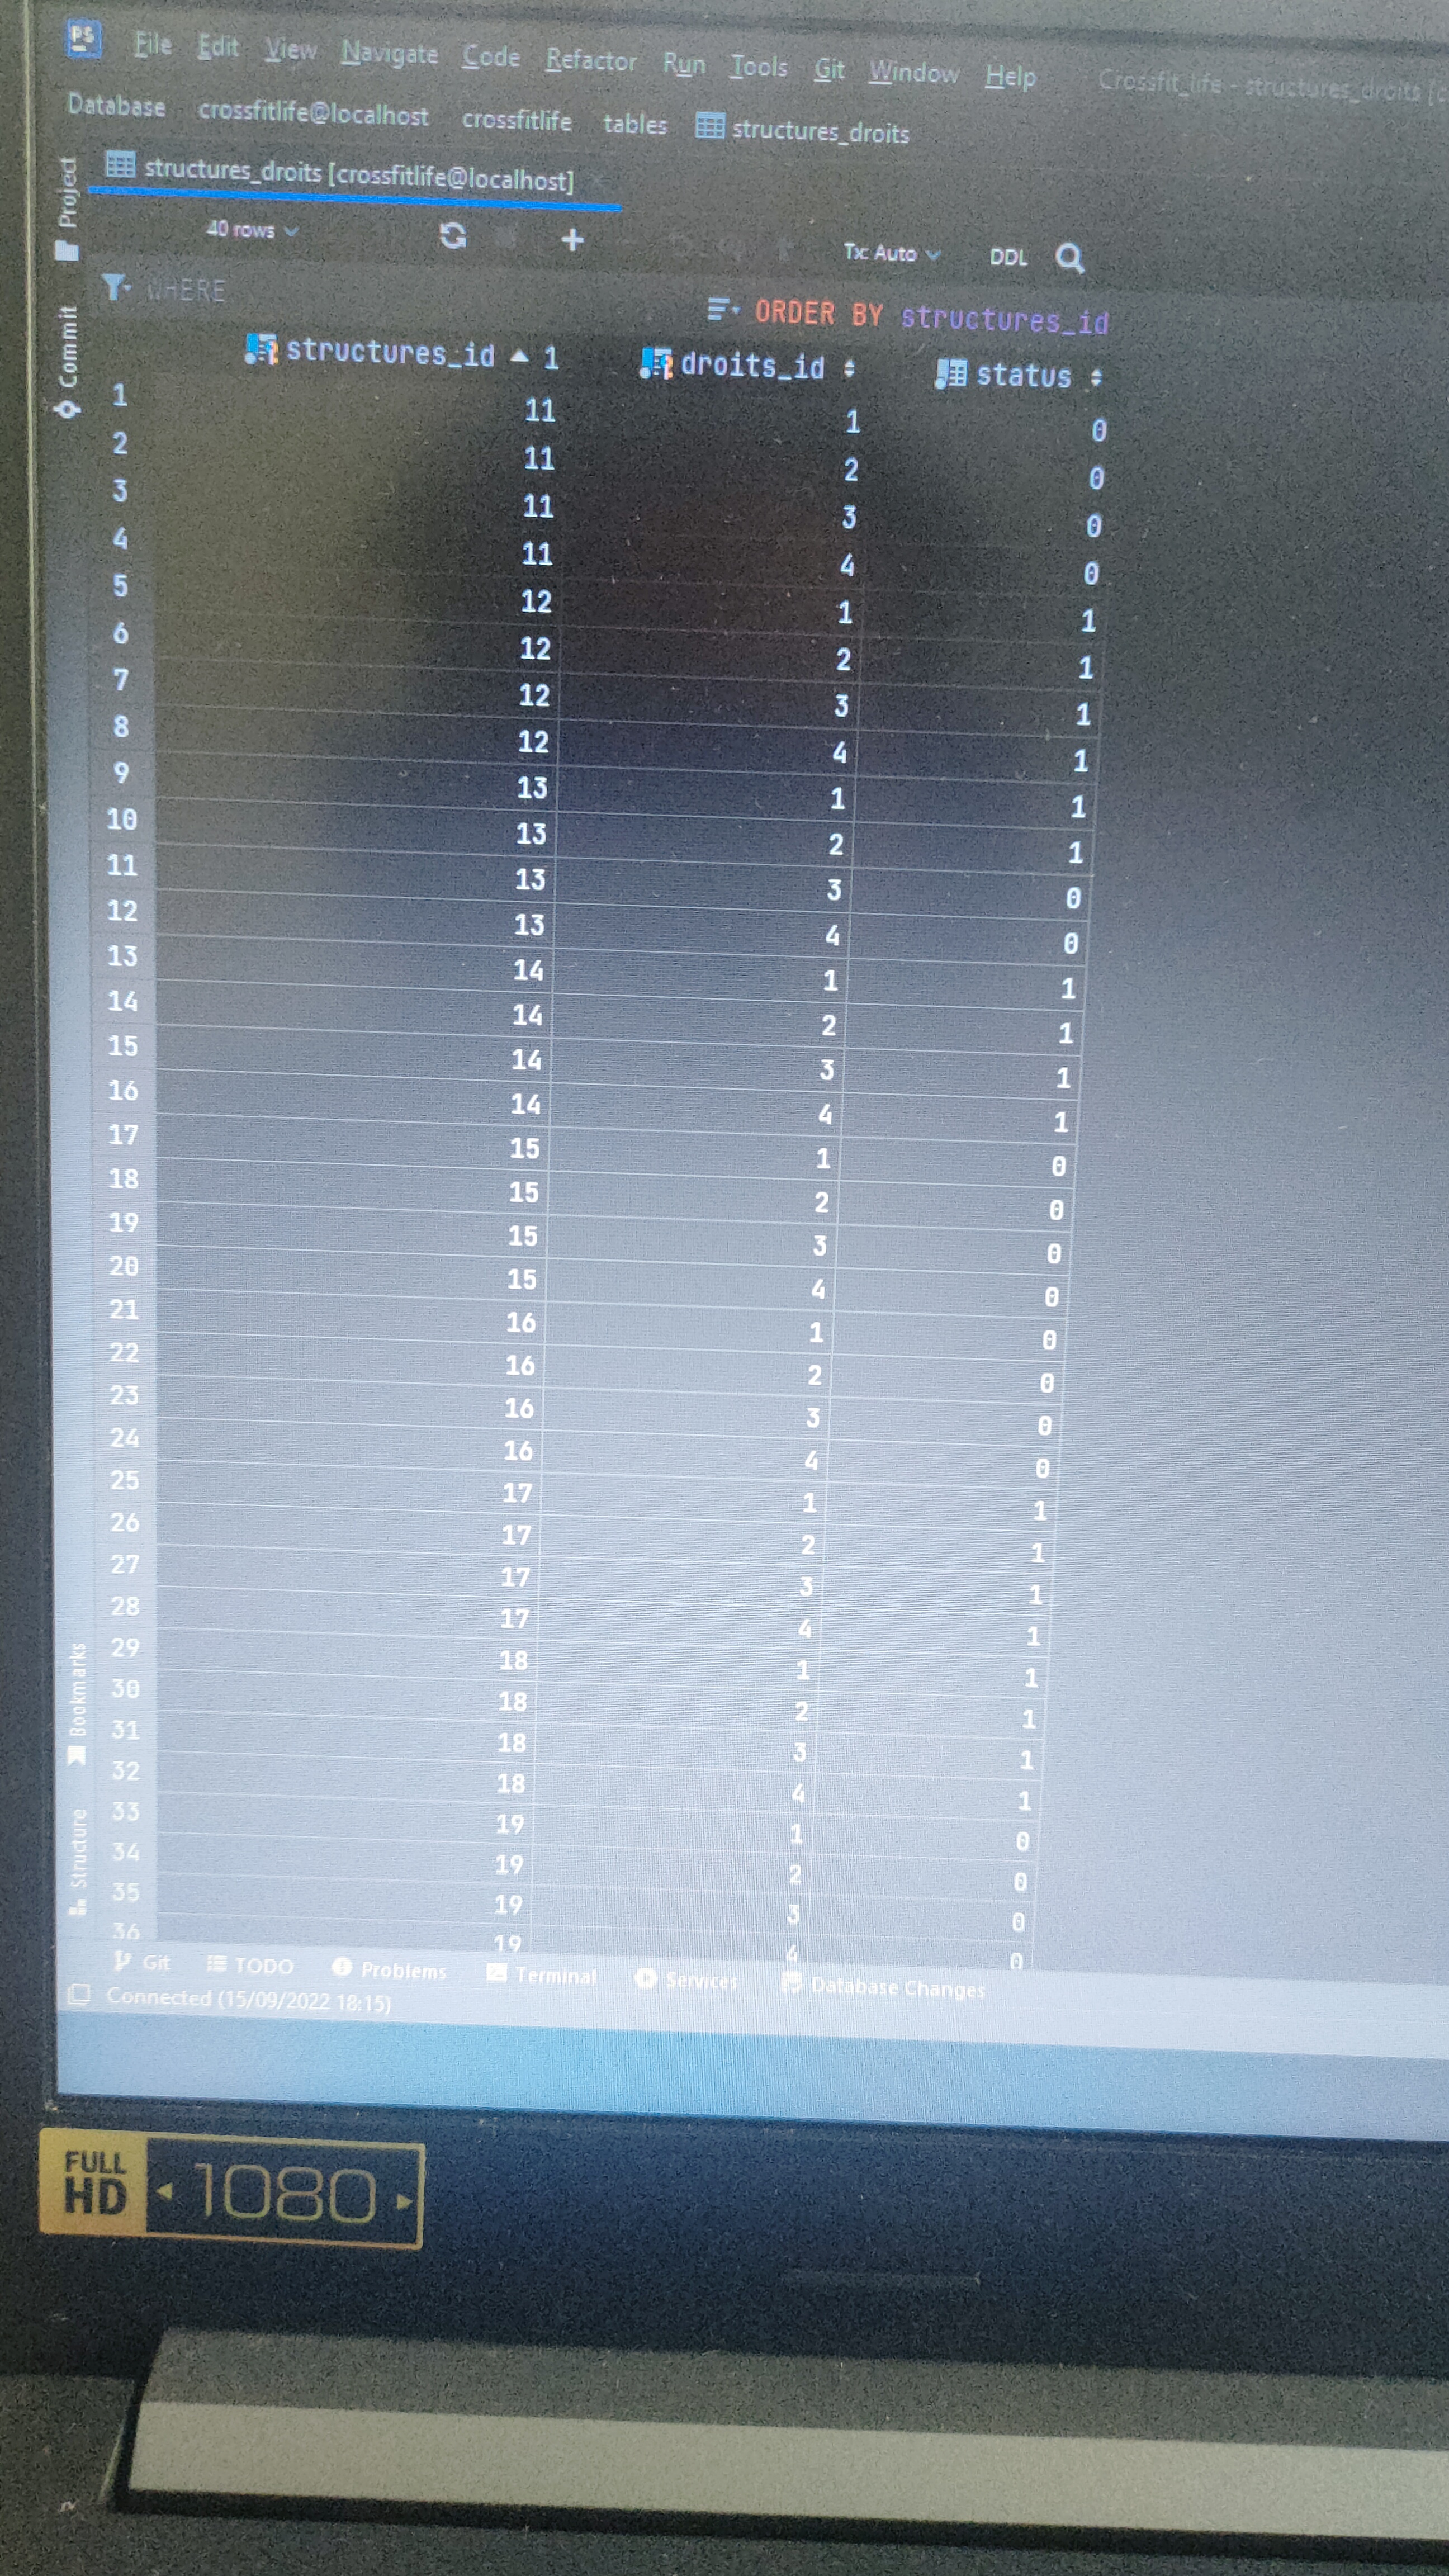 PS File Edit View Navigate Code Refactor Run Tools Git Window Help Crossfit_life - structures_droits
Database crossfitlife@localhost crossfitlife tables structures_droits
structures_droits [crossfitlife@localhost]
40 rows + Tx: Auto DDL
WHERE ORDER BY structures_id
structures_id 1 droits_id status
1 11 1 0
2 11 2 0
3 11 3 0
4 11 4 0
5 12 1 1
6 12 2 1
7 12 3 1
8 12 4 1
9 13 1 1
10 13 2 1
11 13 3 0
12 13 4 0
13 14 1 1
14 14 2 1
15 14 3 1
16 14 4 1
17 15 1 0
18 15 2 0
19 15 3 0
20 15 4 0
21 16 1 0
22 16 2 0
23 16 3 0
24 16 4 0
25 17 1 1
26 17 2 1
27 17 3 1
28 17 4 1
29 18 1 1
30 18 2 1
31 18 3 1
32 18 4 1
33 19 1 0
34 19 2 0
35 19 3 0
36 19 4 0
Project
Commit
Bookmarks
Structure
Git TODO Problems Terminal Services Database Changes
Connected (15/09/2022 18:15)
FULL HD 1080